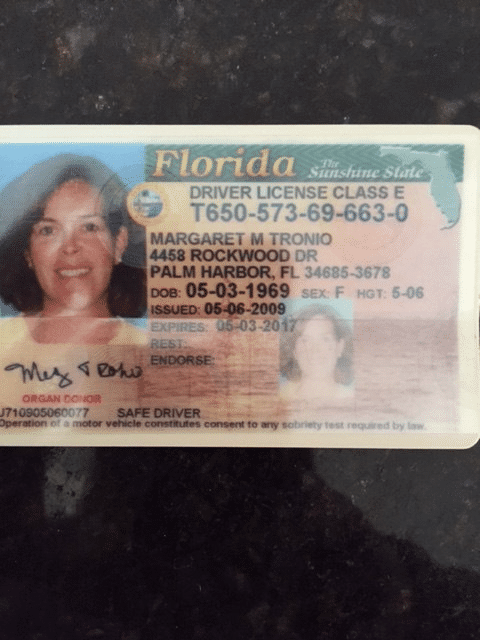 Florida The Sunshine State
DRIVER LICENSE CLASS E
T650-573-69-663-0
MARGARET M TRONIO
4458 ROCKWOOD DR
PALM HARBOR, FL 34685-3678
DOB: 05-03-1969 SEX: F HGT: 5-06
ISSUED: 05-06-2009
EXPIRES: 05-03-2017
REST:
ENDORSE:
Meg Tronio
ORGAN DONOR
J710905060077 SAFE DRIVER
Operation of a motor vehicle constitutes consent to any sobriety test required by law.